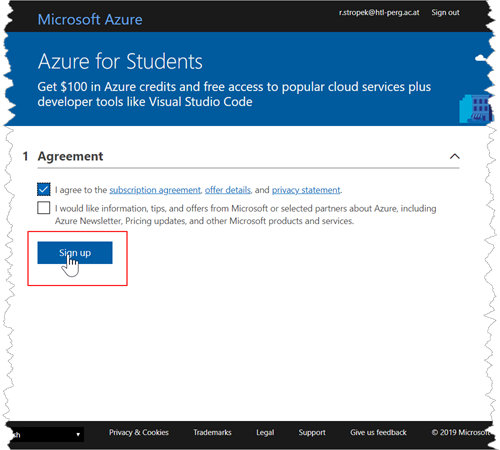 Microsoft Azure
r.stropek@htl-perg.ac.at Sign out
Azure for Students
Get $100 in Azure credits and free access to popular cloud services plus
developer tools like Visual Studio Code
1 Agreement
I agree to the subscription agreement, offer details, and privacy statement.
I would like information, tips, and offers from Microsoft or selected partners about Azure, including
Azure Newsletter, Pricing updates, and other Microsoft products and services.
Sign up
Privacy & Cookies Trademarks Legal Support Give us feedback © 2019 Microsoft